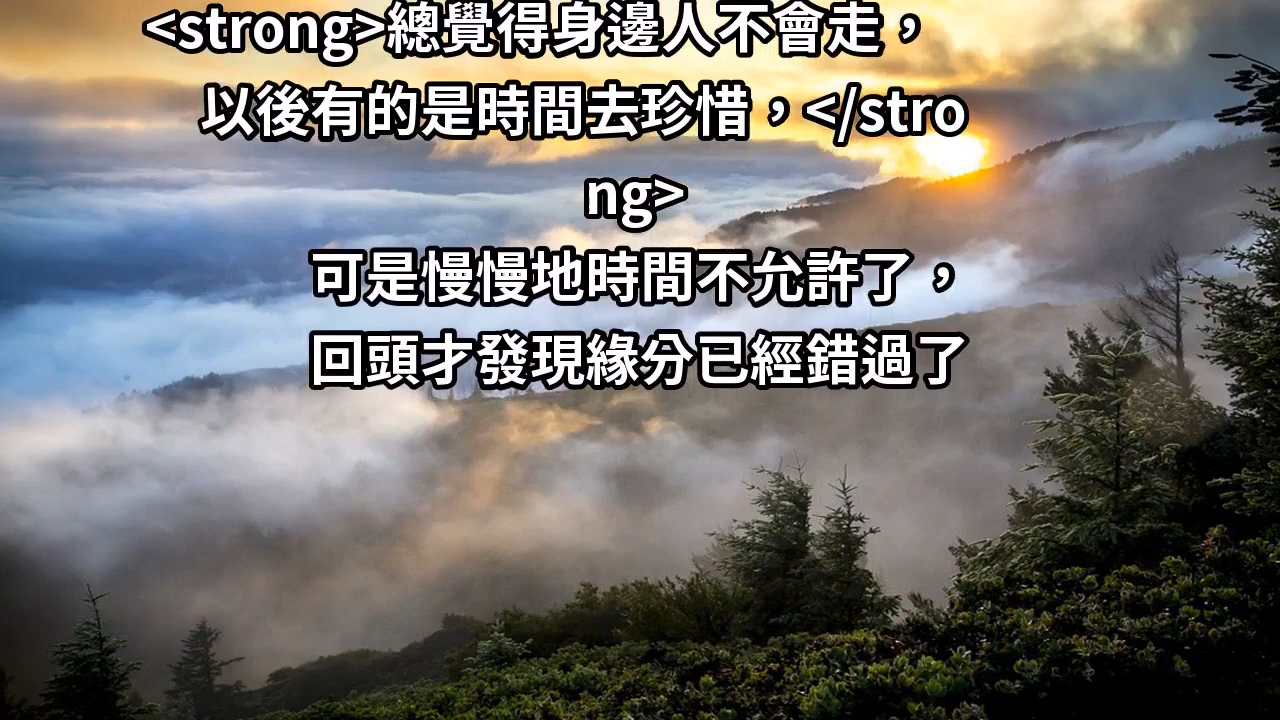 <strong>總覺得身邊人不會走，
以後有的是時間去珍惜，</stro
ng>
可是慢慢地時間不允許了，
回頭才發現緣分已經錯過了